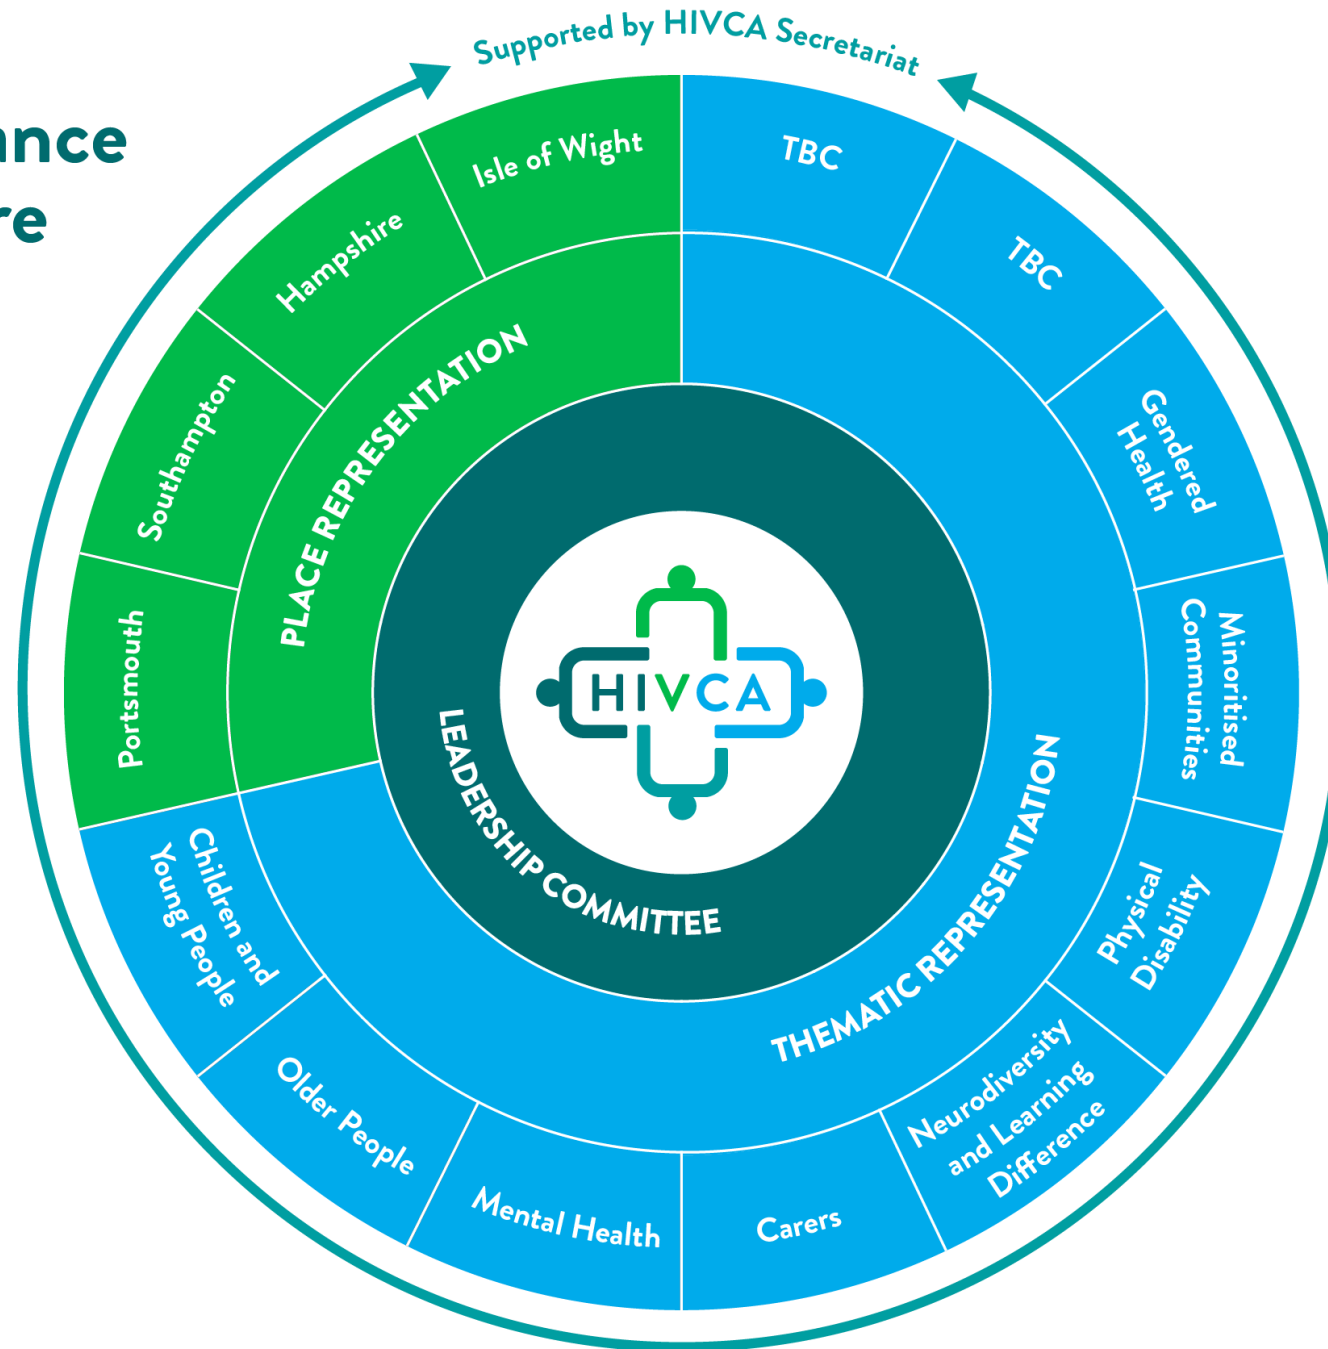 Supported by HIVCA Secretariat
ance
re
Isle of Wight
TBC
Hampshire
TBC
Southampton
PLACE REPRESENTATION
Gendered
Health
Portsmouth
HIVCA
Minoritised
Communities
LEADERSHIP COMMITTEE
THEMATIC REPRESENTATION
Children and
Young People
Physical
Disability
Older People
Neurodiversity
and Learning
Difference
Mental Health
Carers